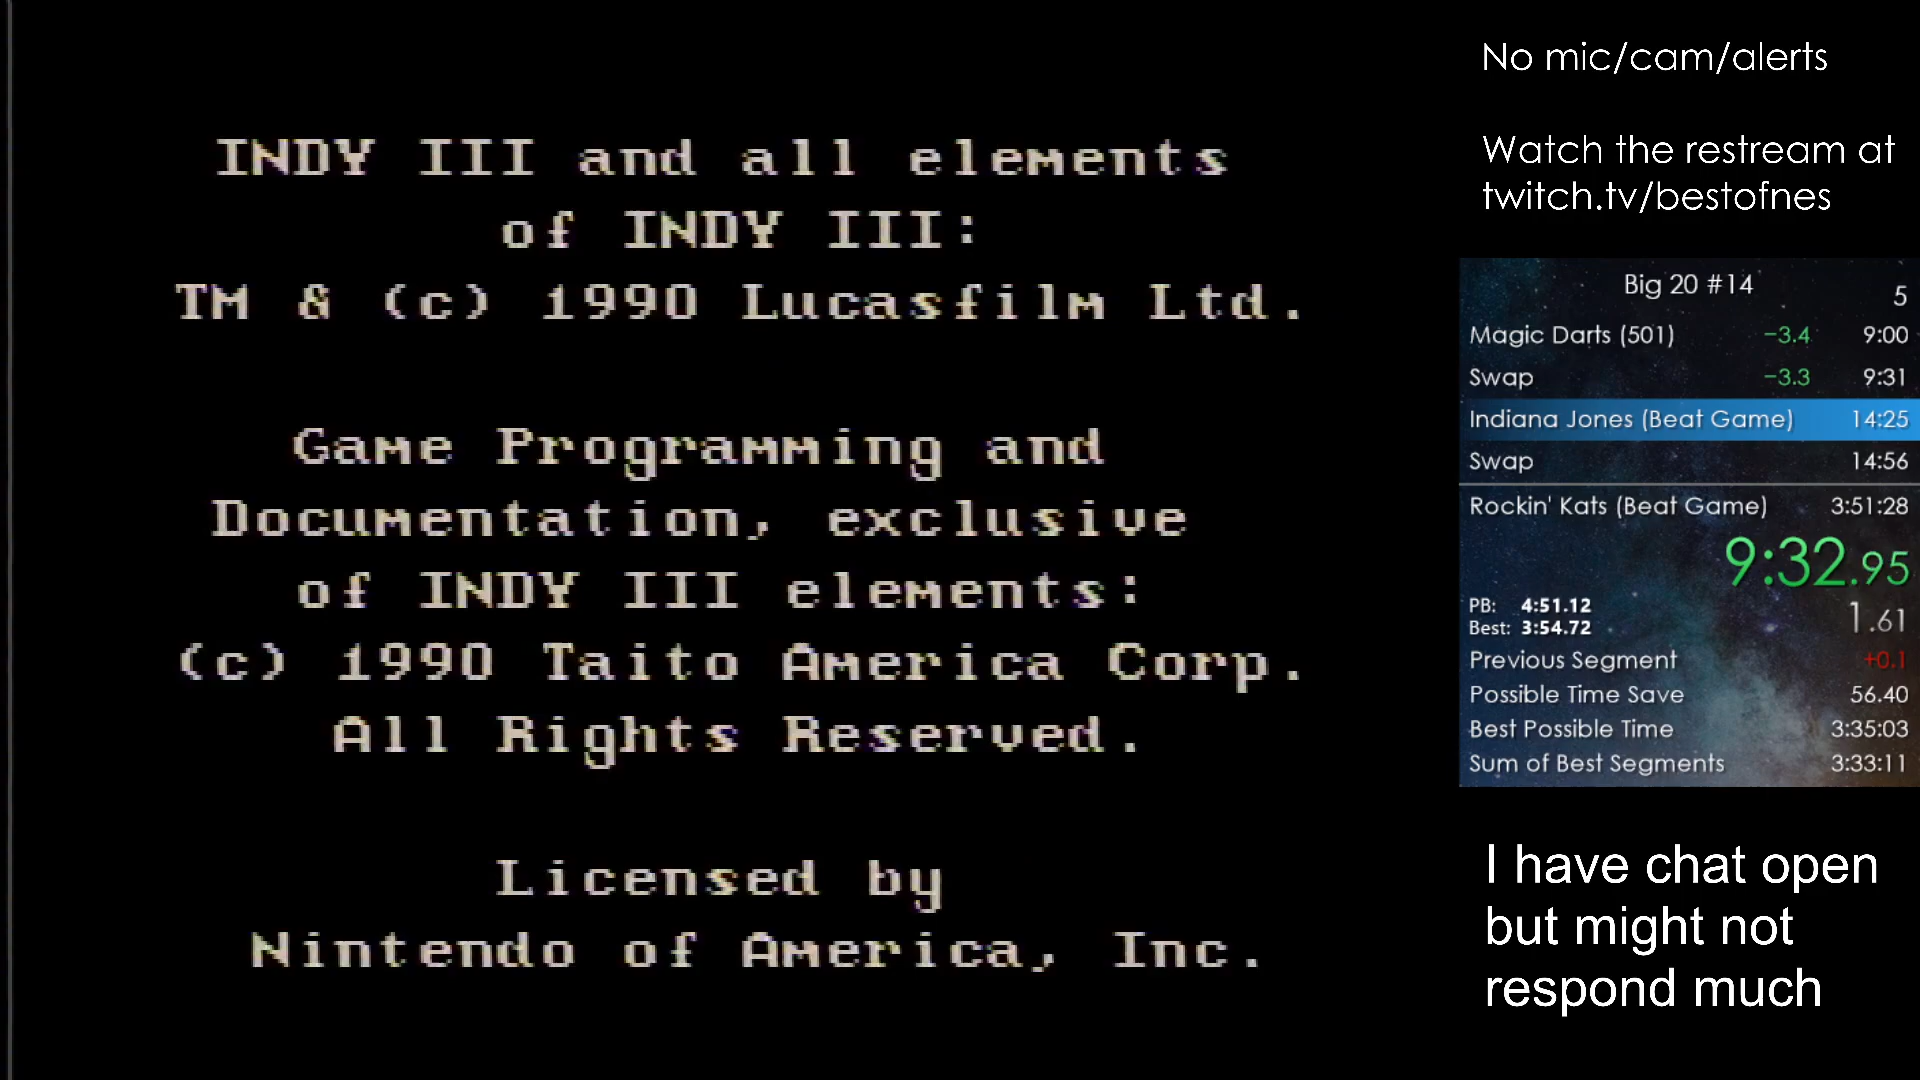 INDY III and all elements
of INDY III:
TM & (c) 1990 Lucasfilm Ltd.
Game Programming and
Documentation, exclusive
of INDY III elements:
(c) 1990 Taito America Corp.
All Rights Reserved.
Licensed by
Nintendo of America, Inc.
No mic/cam/alerts
Watch the restream at
twitch.tv/bestofnes
Big 20 #14 5
Magic Darts (501) −3.4 9:00
Swap −3.3 9:31
Indiana Jones (Beat Game) 14:25
Swap 14:56
Rockin' Kats (Beat Game) 3:51:28
9:32.95
PB: 4:51.12 1.61
Best: 3:54.72
Previous Segment +0.1
Possible Time Save 56.40
Best Possible Time 3:35:03
Sum of Best Segments 3:33:11
I have chat open
but might not
respond much